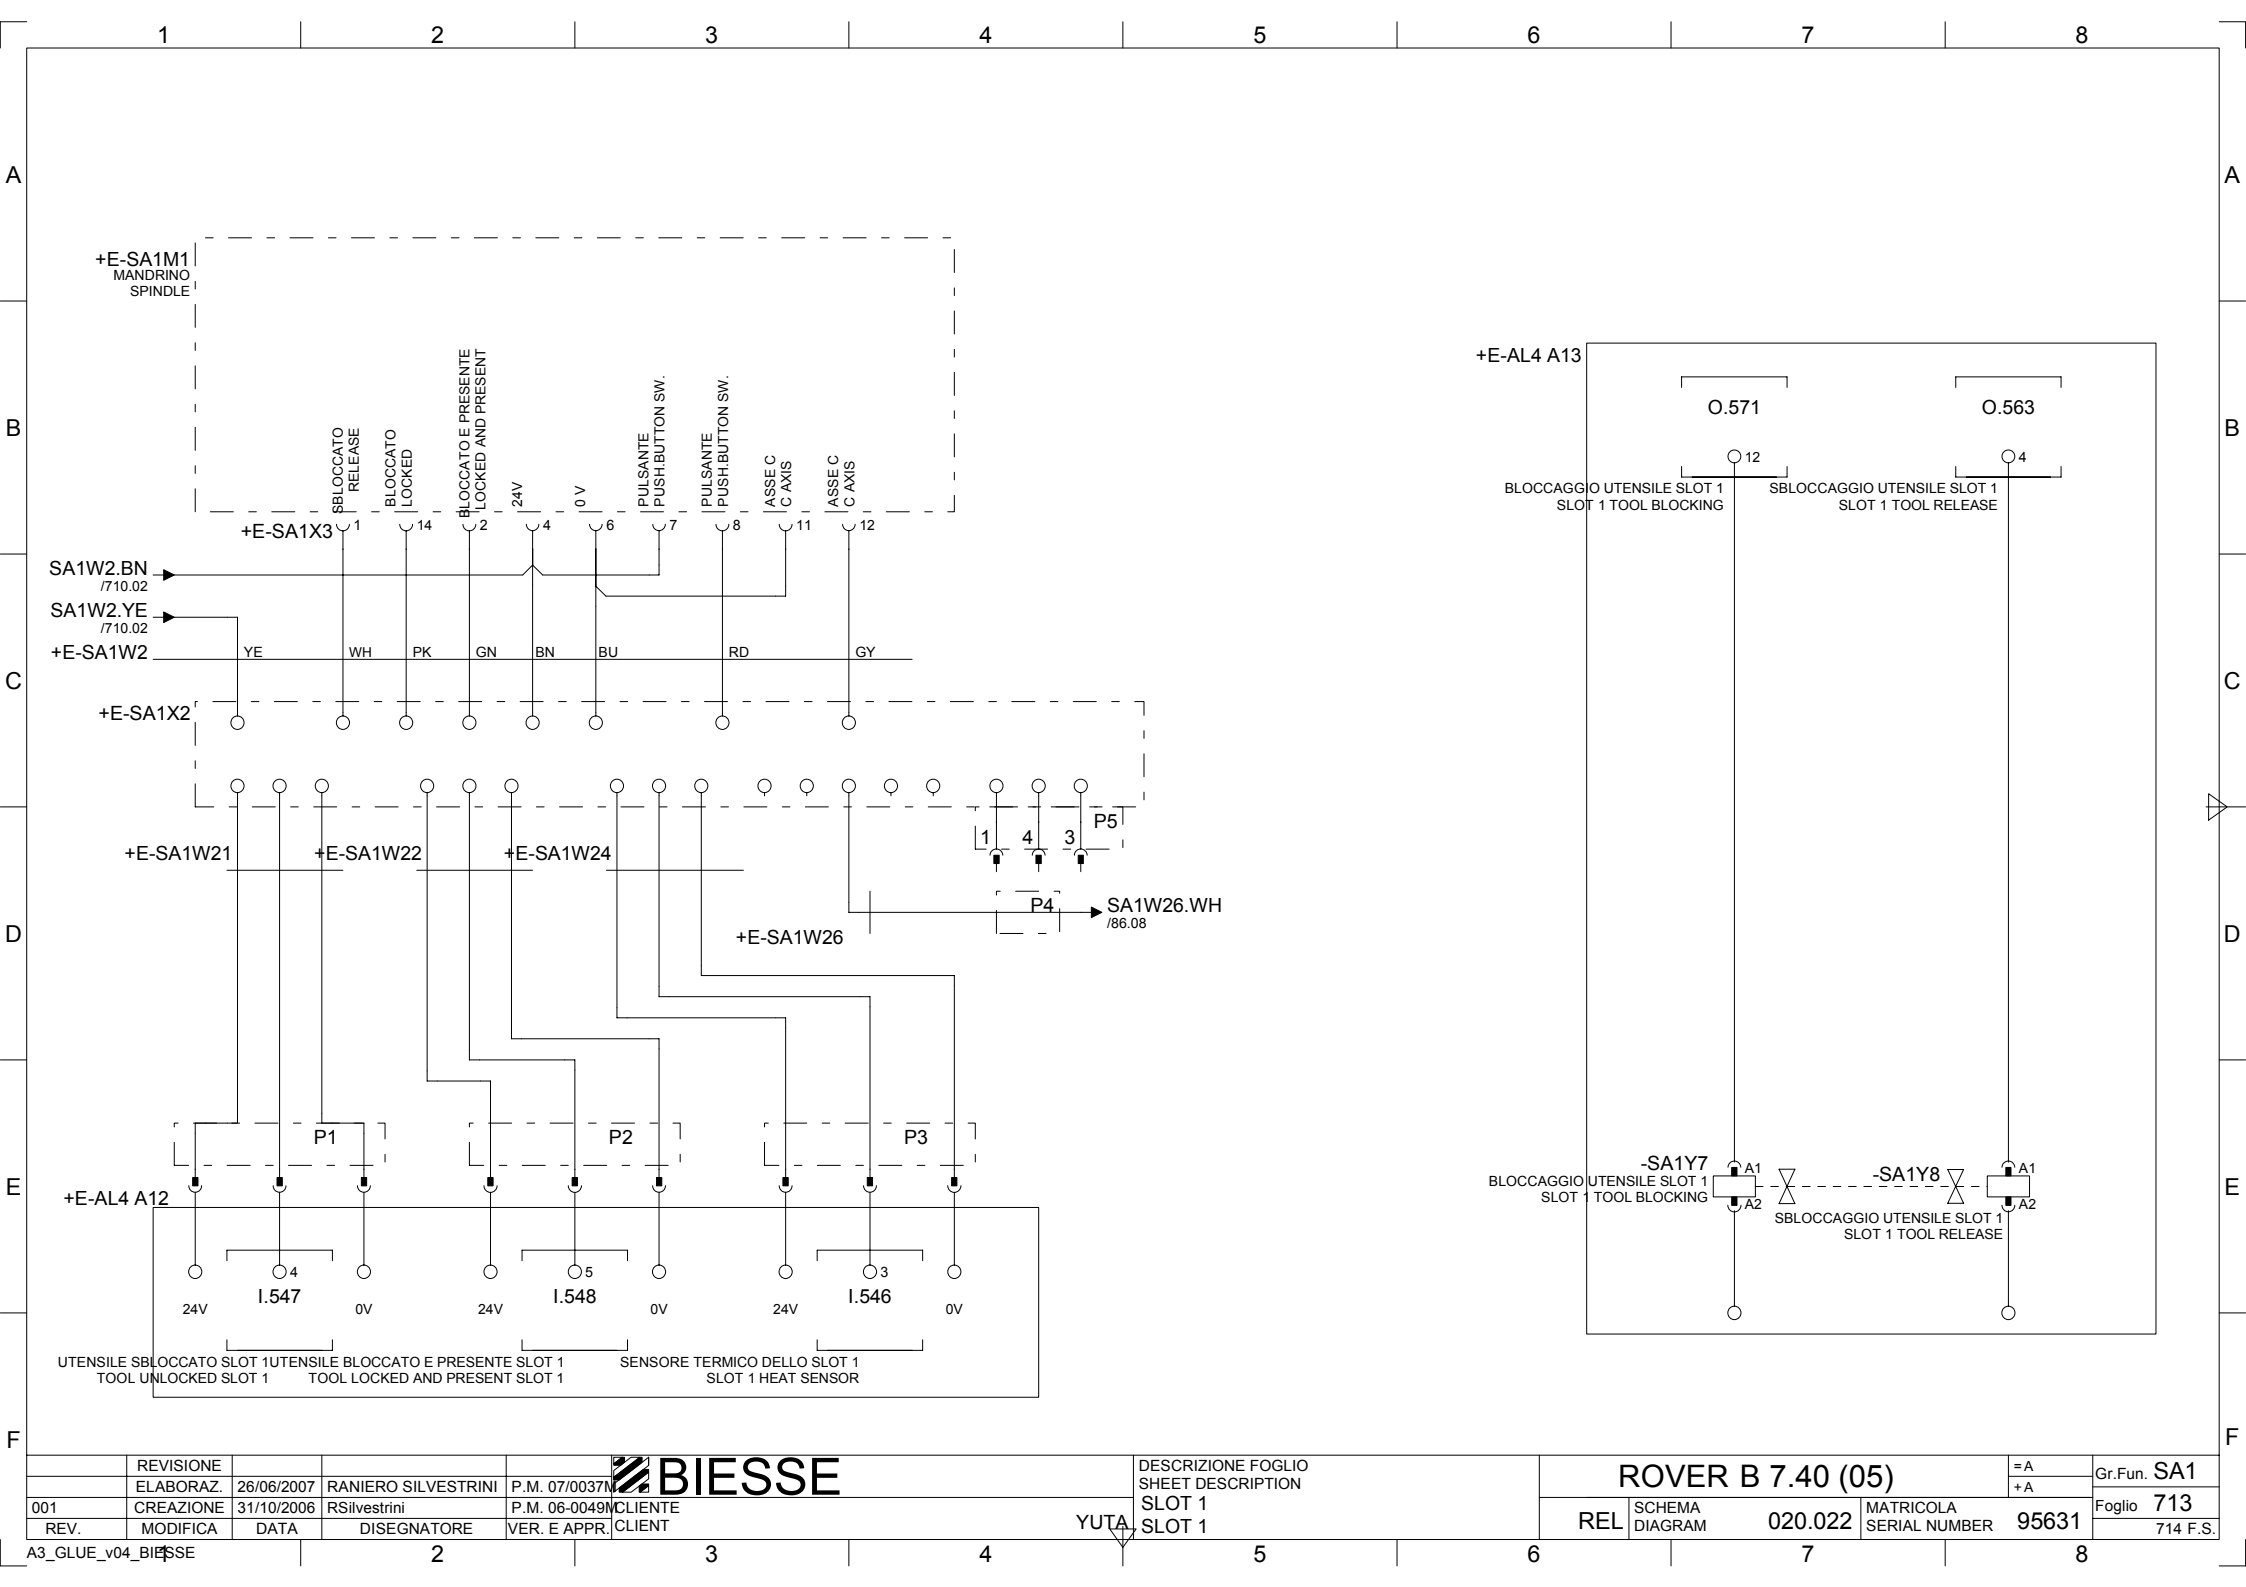 1 2 3 4 5 6 7 8
A A
B B
C C
D D
E E
F F
+E-SA1M1
MANDRINO
SPINDLE
SBLOCCATO
RELEASE
BLOCCATO
LOCKED
BLOCCATO E PRESENTE
LOCKED AND PRESENT
24V
0 V
PULSANTE
PUSH.BUTTON SW.
PULSANTE
PUSH.BUTTON SW.
ASSE C
C AXIS
ASSE C
C AXIS
+E-SA1X3 1 14 2 4 6 7 8 11 12
SA1W2.BN
/710.02
SA1W2.YE
/710.02
+E-SA1W2 YE WH PK GN BN BU RD GY
+E-SA1X2
P5
1 4 3
+E-SA1W21 +E-SA1W22 +E-SA1W24
P4 SA1W26.WH
/86.08
+E-SA1W26
P1 P2 P3
+E-AL4 A12
4 5 3
I.547 I.548 I.546
24V 0V 24V 0V 24V 0V
UTENSILE SBLOCCATO SLOT 1
TOOL UNLOCKED SLOT 1
UTENSILE BLOCCATO E PRESENTE SLOT 1
TOOL LOCKED AND PRESENT SLOT 1
SENSORE TERMICO DELLO SLOT 1
SLOT 1 HEAT SENSOR
+E-AL4 A13
O.571 O.563
12 4
BLOCCAGGIO UTENSILE SLOT 1
SLOT 1 TOOL BLOCKING
SBLOCCAGGIO UTENSILE SLOT 1
SLOT 1 TOOL RELEASE
-SA1Y7 A1
BLOCCAGGIO UTENSILE SLOT 1
SLOT 1 TOOL BLOCKING
A2
-SA1Y8 A1
A2
SBLOCCAGGIO UTENSILE SLOT 1
SLOT 1 TOOL RELEASE
REVISIONE
ELABORAZ. 26/06/2007 RANIERO SILVESTRINI P.M. 07/0037M
001 CREAZIONE 31/10/2006 RSilvestrini P.M. 06-0049M
REV. MODIFICA DATA DISEGNATORE VER. E APPR.
BIESSE
CLIENTE
CLIENT
YUTA
DESCRIZIONE FOGLIO
SHEET DESCRIPTION
SLOT 1
SLOT 1
ROVER B 7.40 (05)
REL SCHEMA
DIAGRAM
020.022
MATRICOLA
SERIAL NUMBER
95631
= A
+ A
Gr.Fun. SA1
Foglio 713
714 F.S.
A3_GLUE_v04_BIESSE
1 2 3 4 5 6 7 8